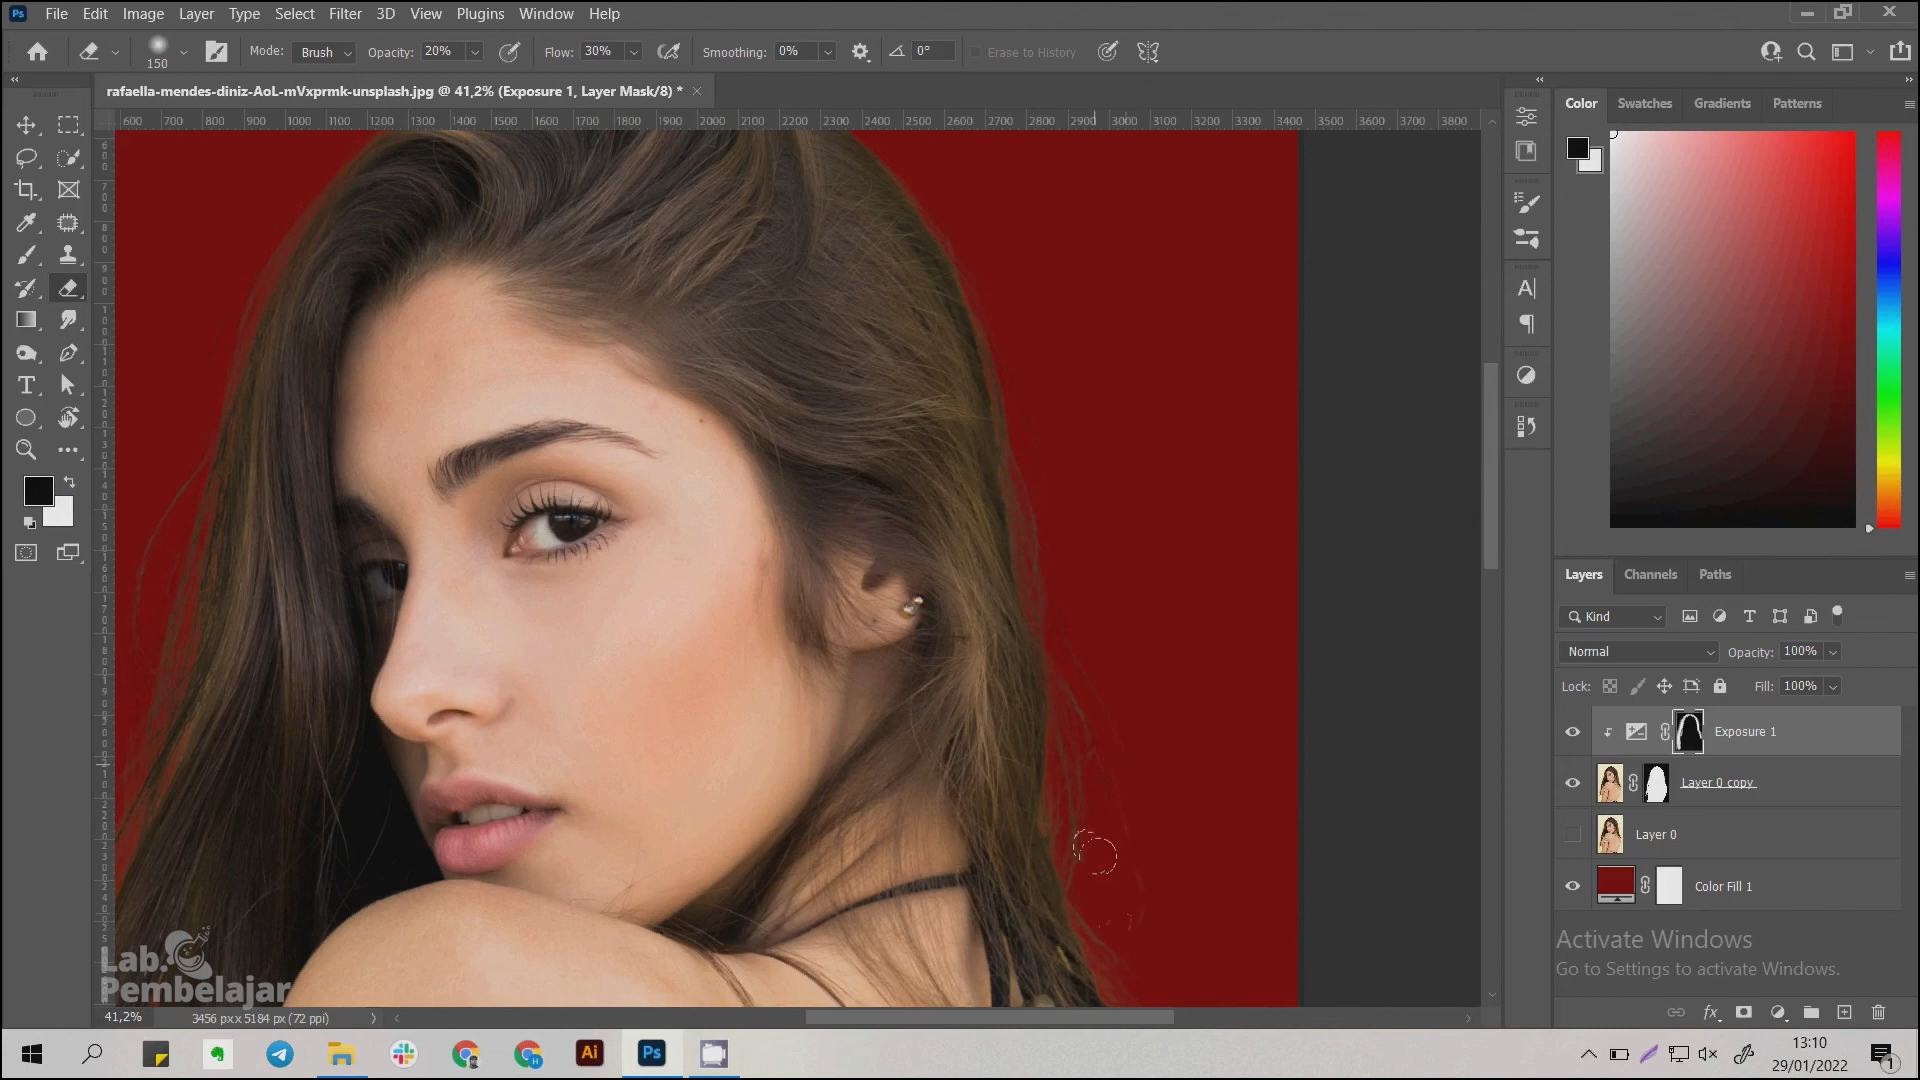 Ps File Edit Image Layer Type Select Filter 3D View Plugins Window Help
150 Mode: Brush Opacity: 20% Flow: 30% Smoothing: 0% 0° Erase to History
rafaella-mendes-diniz-AoL-mVxprmk-unsplash.jpg @ 41,2% (Exposure 1, Layer Mask/8) * ×
600 700 800 900 1000 1100 1200 1300 1400 1500 1600 1700 1800 1900 2000 2100 2200 2300 2400 2500 2600 2700 2800 2900 3000 3100 3200 3300 3400 3500 3600 3700 3800
Color Swatches Gradients Patterns
Layers Channels Paths
Kind
Normal Opacity: 100%
Lock: Fill: 100%
Exposure 1
Layer 0 copy
Layer 0
Color Fill 1
Activate Windows
Go to Settings to activate Windows.
fx
Lab.
Pembelajar
41,2% 3456 px x 5184 px (72 ppi)
Ai Ps
13:10
29/01/2022
1